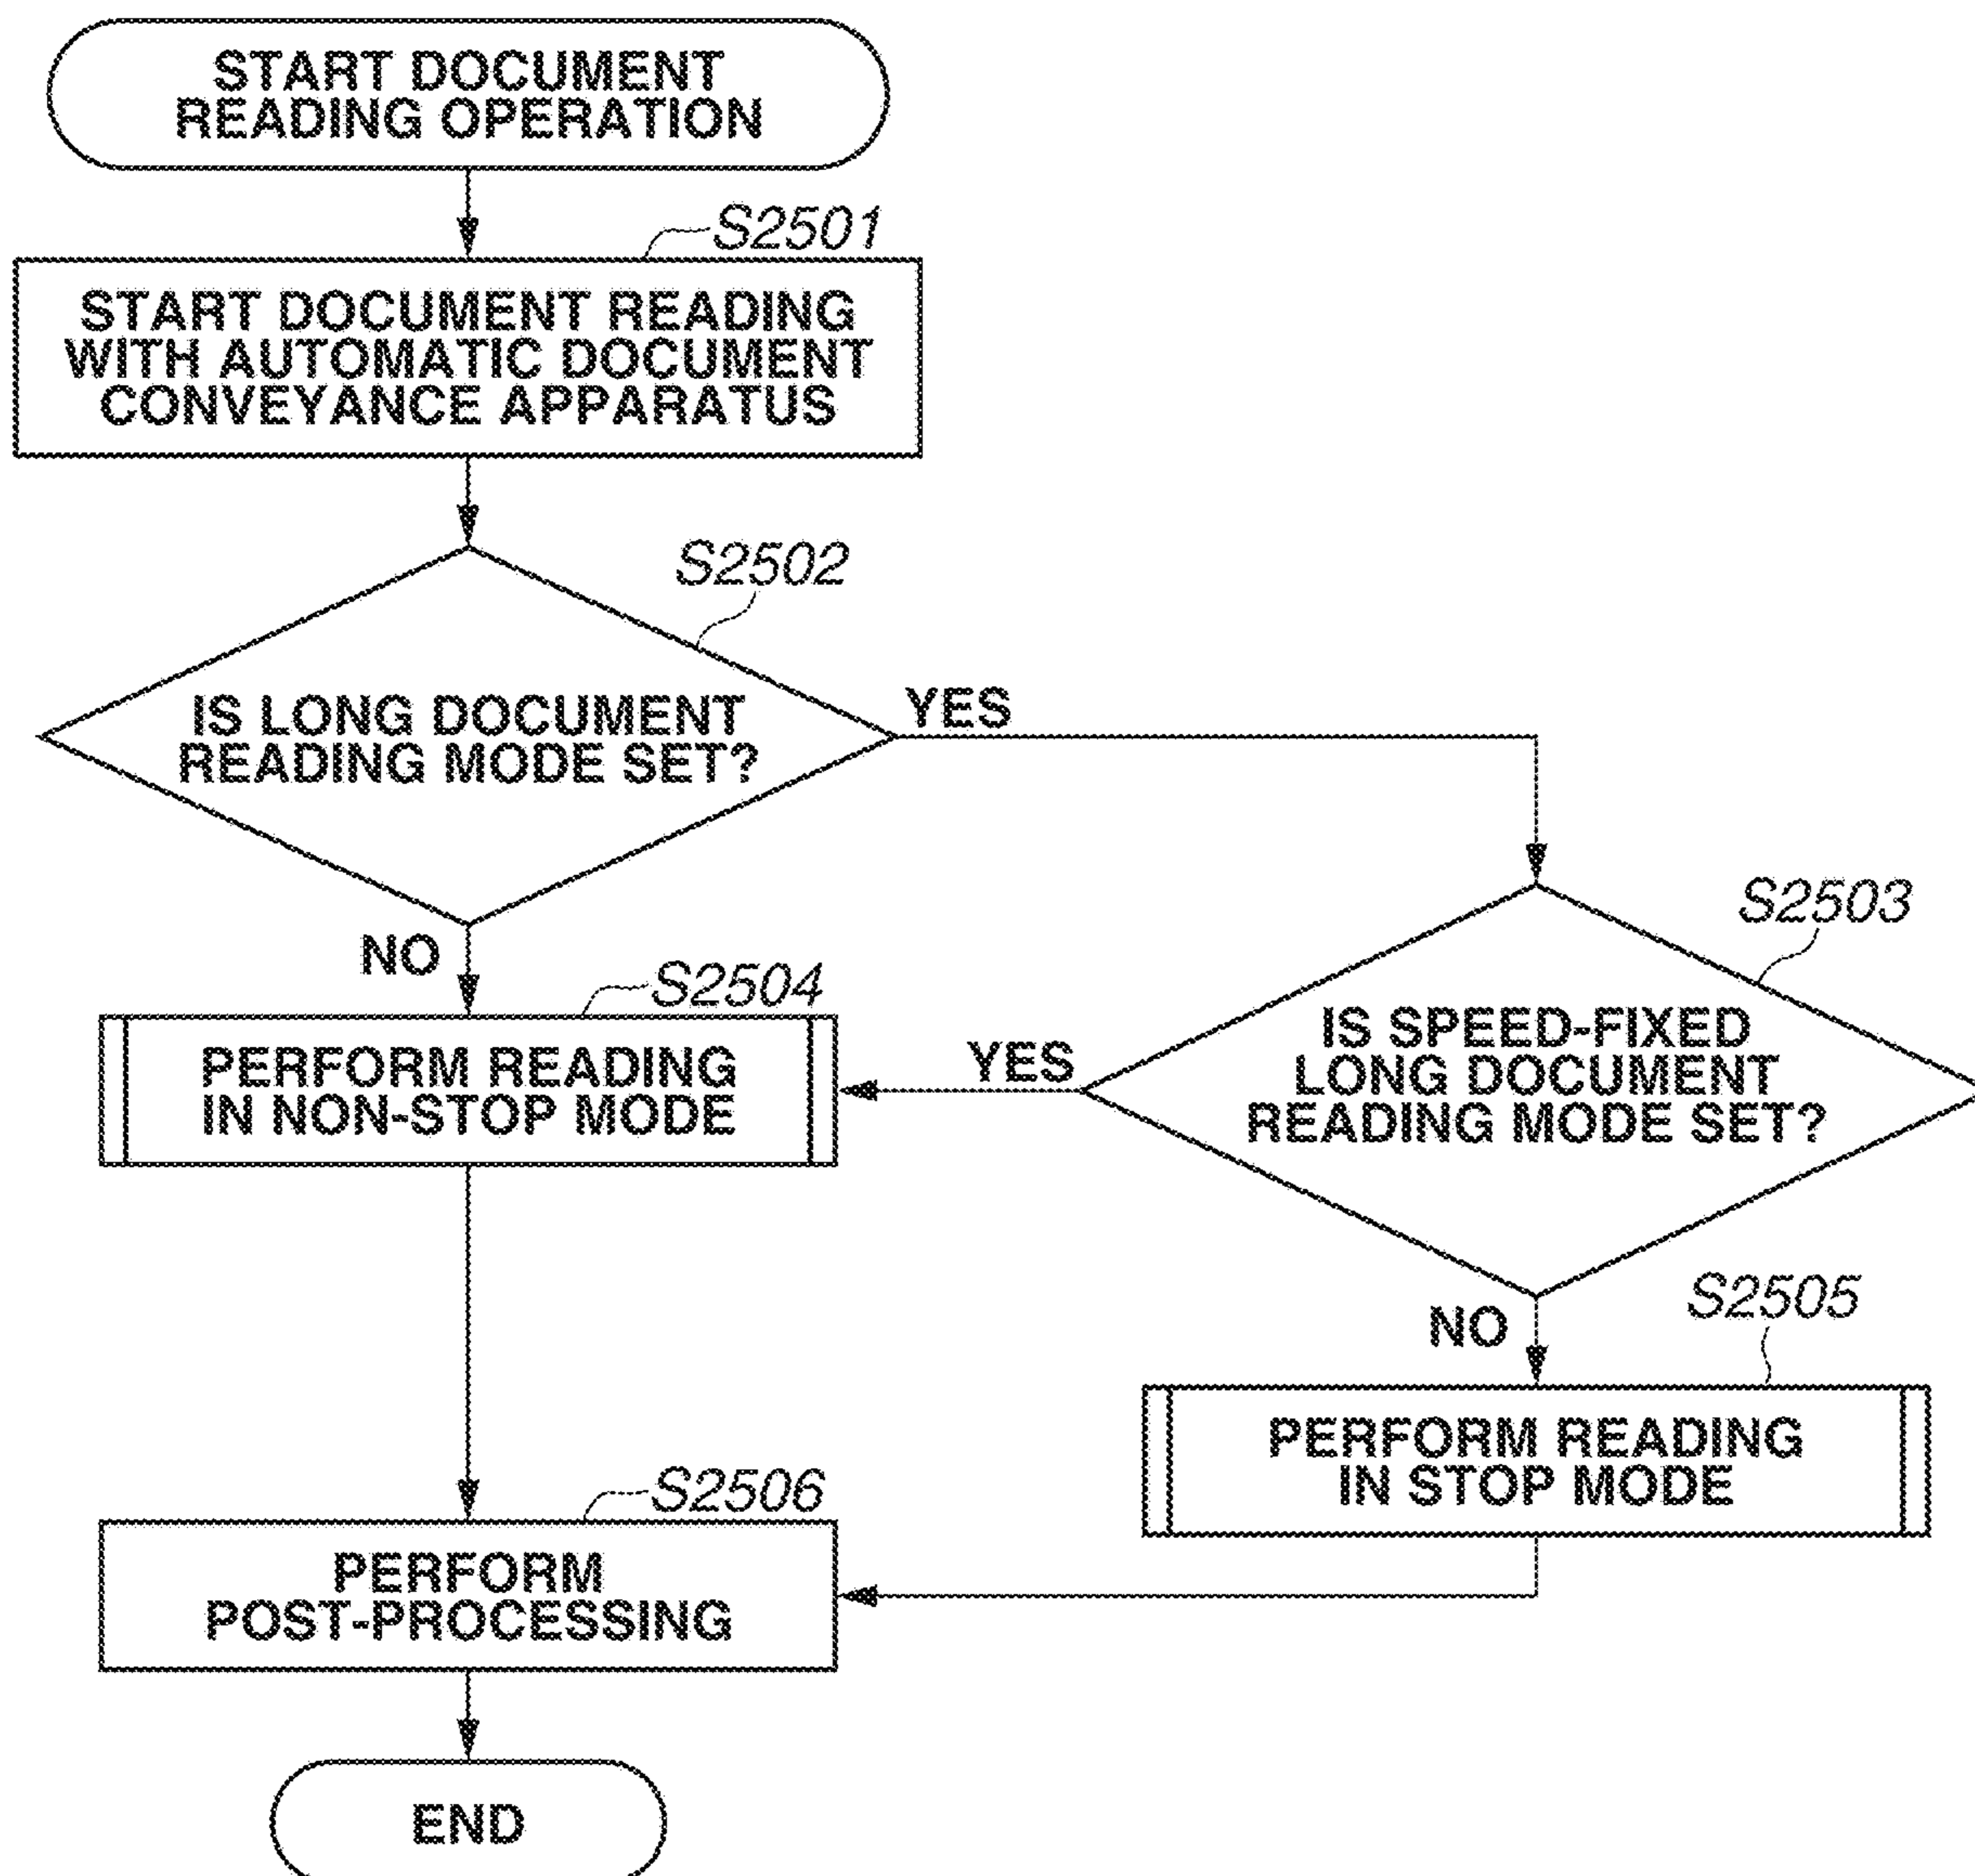 START DOCUMENT
READING OPERATION
S2501
START DOCUMENT READING
WITH AUTOMATIC DOCUMENT
CONVEYANCE APPARATUS
S2502
IS LONG DOCUMENT
READING MODE SET?
YES
NO
S2503
IS SPEED-FIXED
LONG DOCUMENT
READING MODE SET?
YES
S2504
PERFORM READING
IN NON-STOP MODE
NO
S2505
PERFORM READING
IN STOP MODE
S2506
PERFORM
POST-PROCESSING
END